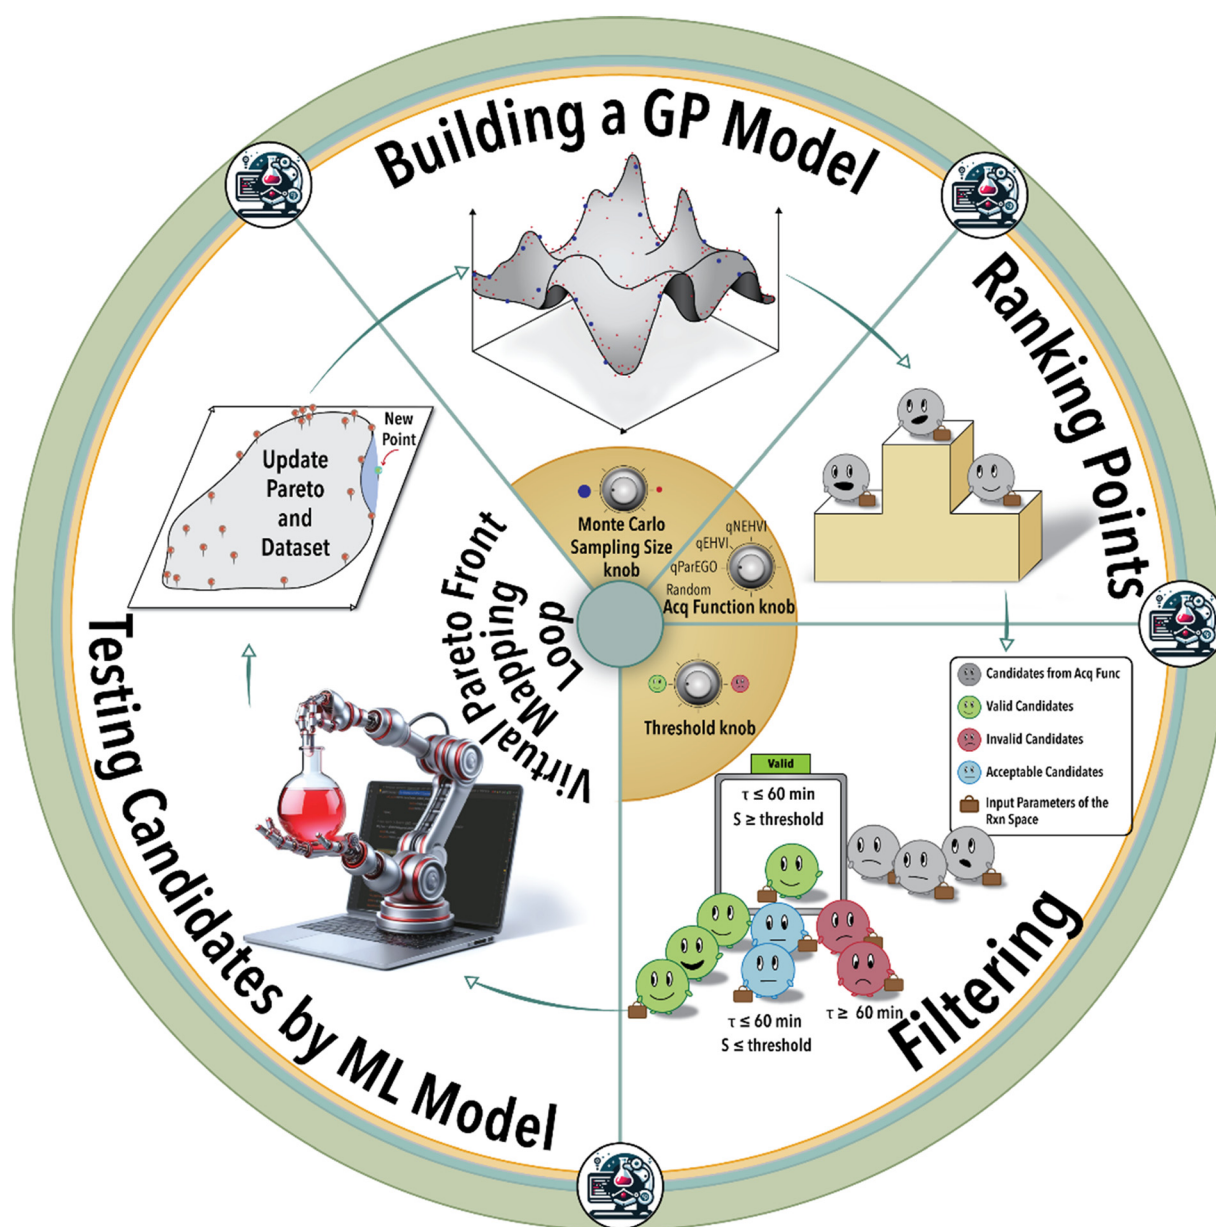 Building a GP Model
Ranking Points
New
Point
Update
Pareto
and
Dataset
Monte Carlo
Sampling Size
knob
qNEHVI
qEHVI
qParEGO
Random
Acq Function knob
Virtual Pareto Front
Mapping
Loop
Threshold knob
Candidates from Acq Func
Valid Candidates
Invalid Candidates
Acceptable Candidates
Input Parameters of the
Rxn Space
Valid
τ ≤ 60 min
S ≥ threshold
τ ≤ 60 min
S ≤ threshold
τ ≥ 60 min
Filtering
Testing Candidates by ML Model